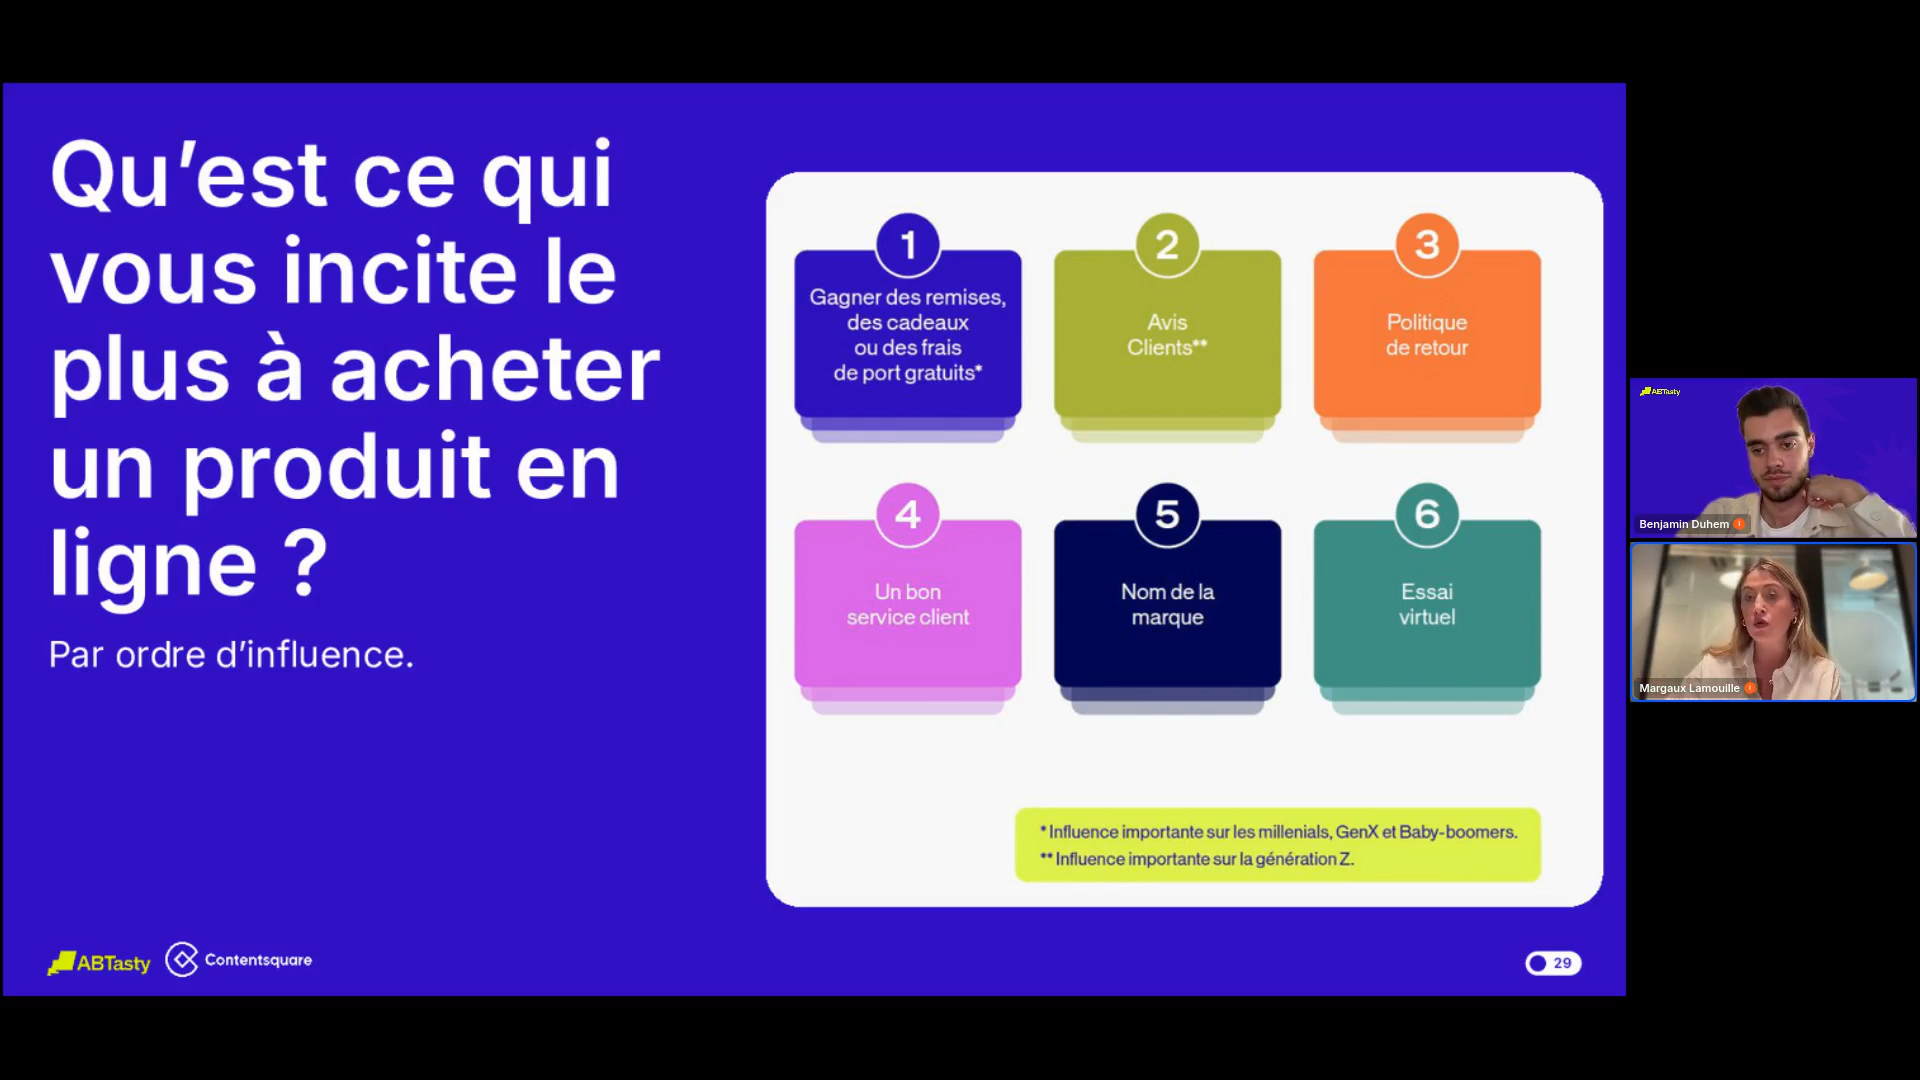 Qu’est ce qui
vous incite le
plus à acheter
un produit en
ligne ?
Par ordre d’influence.
1
Gagner des remises,
des cadeaux
ou des frais
de port gratuits*
2
Avis
Clients**
3
Politique
de retour
4
Un bon
service client
5
Nom de la
marque
6
Essai
virtuel
* Influence importante sur les millenials, GenX et Baby-boomers.
** Influence importante sur la génération Z.
ABTasty
Contentsquare
29
ABTasty
Benjamin Duhem
Margaux Lamouille